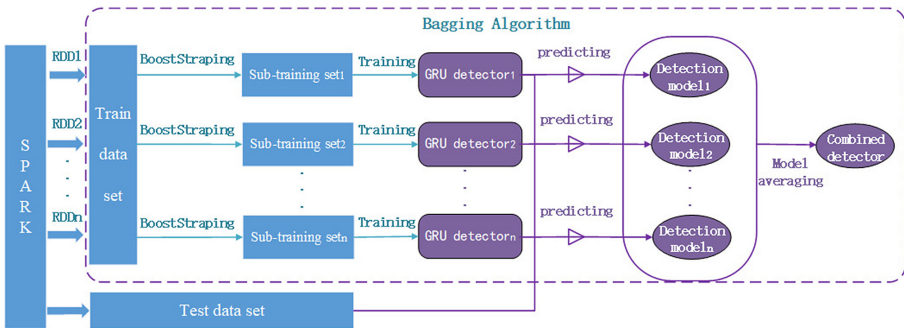 Bagging Algorithm
SPARK
RDD1
RDD2
RDDn
Train
data
set
BoostStraping
Sub-training set1
Training
GRU detector1
predicting
Detection
model1
BoostStraping
Sub-training set2
Training
GRU detector2
predicting
Detection
model2
BoostStraping
Sub-training setn
Training
GRU detectorn
predicting
Detection
modeln
Model
averaging
Combined
detector
Test data set